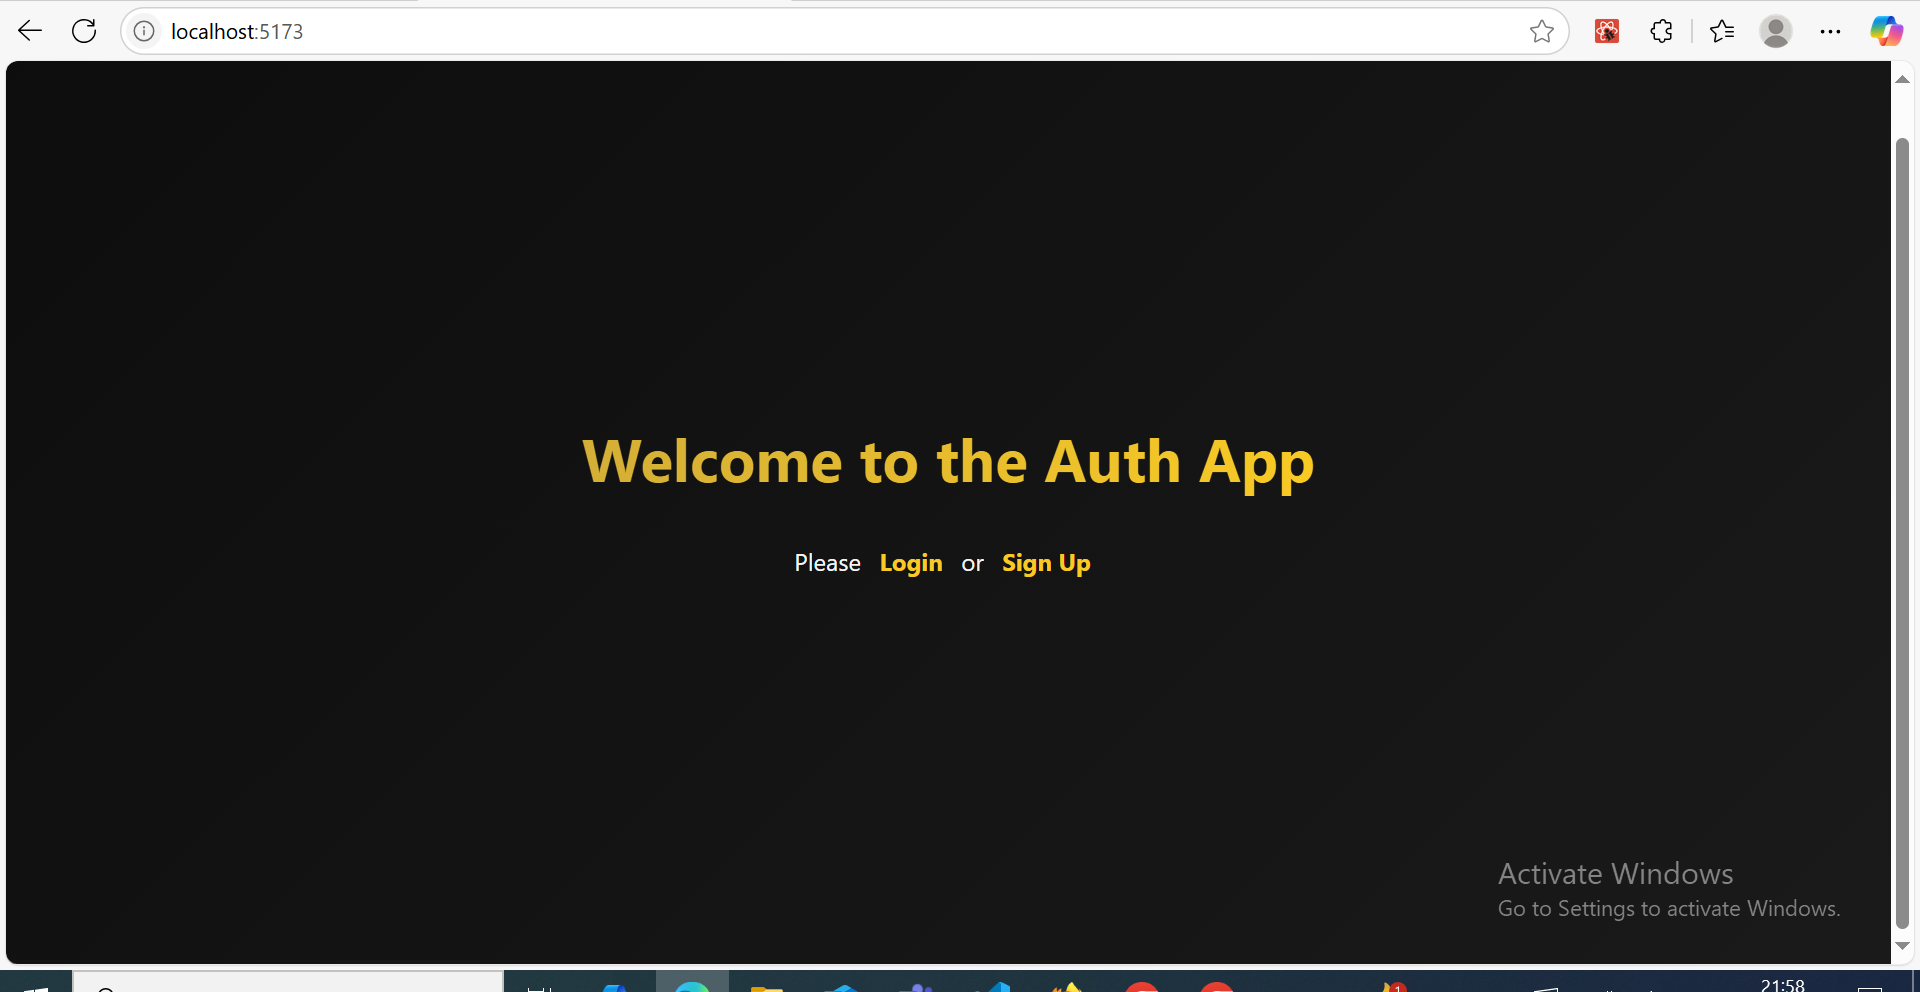 localhost:5173
Welcome to the Auth App
Please Login or Sign Up
Activate Windows
Go to Settings to activate Windows.
1
21:58